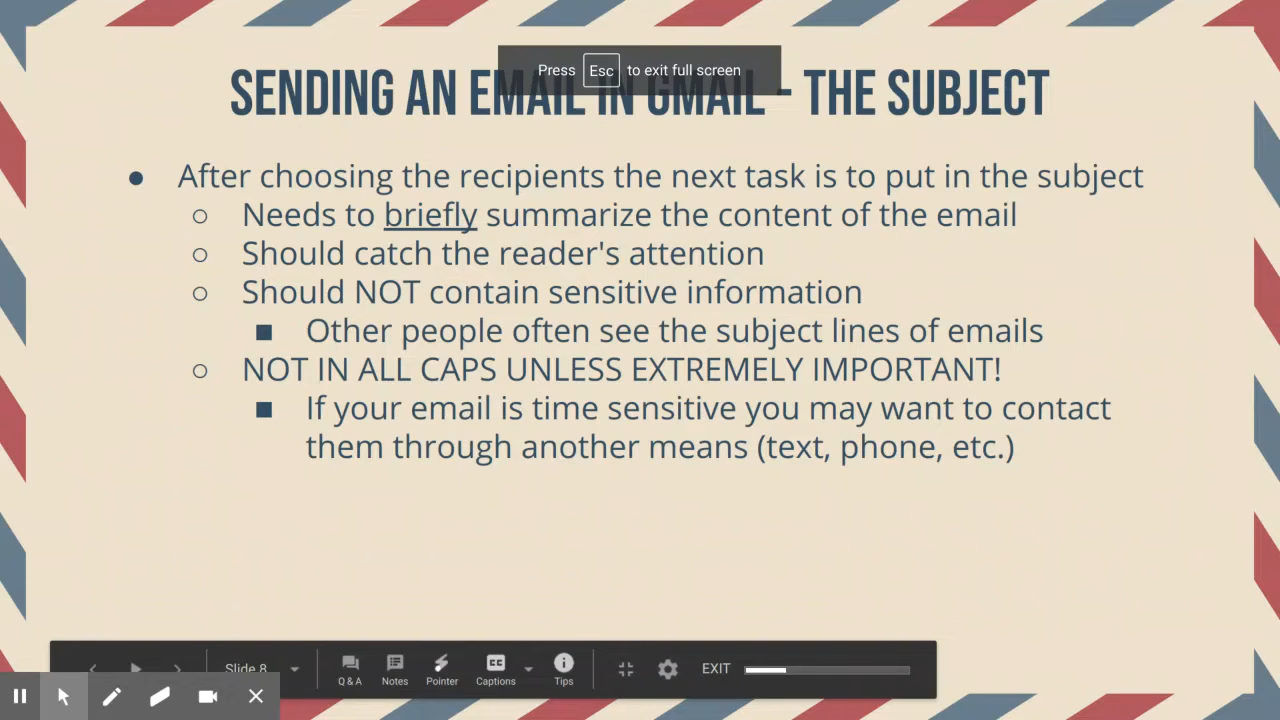 Press Esc to exit full screen
SENDING AN EMAIL IN GMAIL - THE SUBJECT
● After choosing the recipients the next task is to put in the subject
○ Needs to briefly summarize the content of the email
○ Should catch the reader's attention
○ Should NOT contain sensitive information
■ Other people often see the subject lines of emails
○ NOT IN ALL CAPS UNLESS EXTREMELY IMPORTANT!
■ If your email is time sensitive you may want to contact
them through another means (text, phone, etc.)
Slide 8
Q & A
Notes
Pointer
CC
Captions
Tips
EXIT